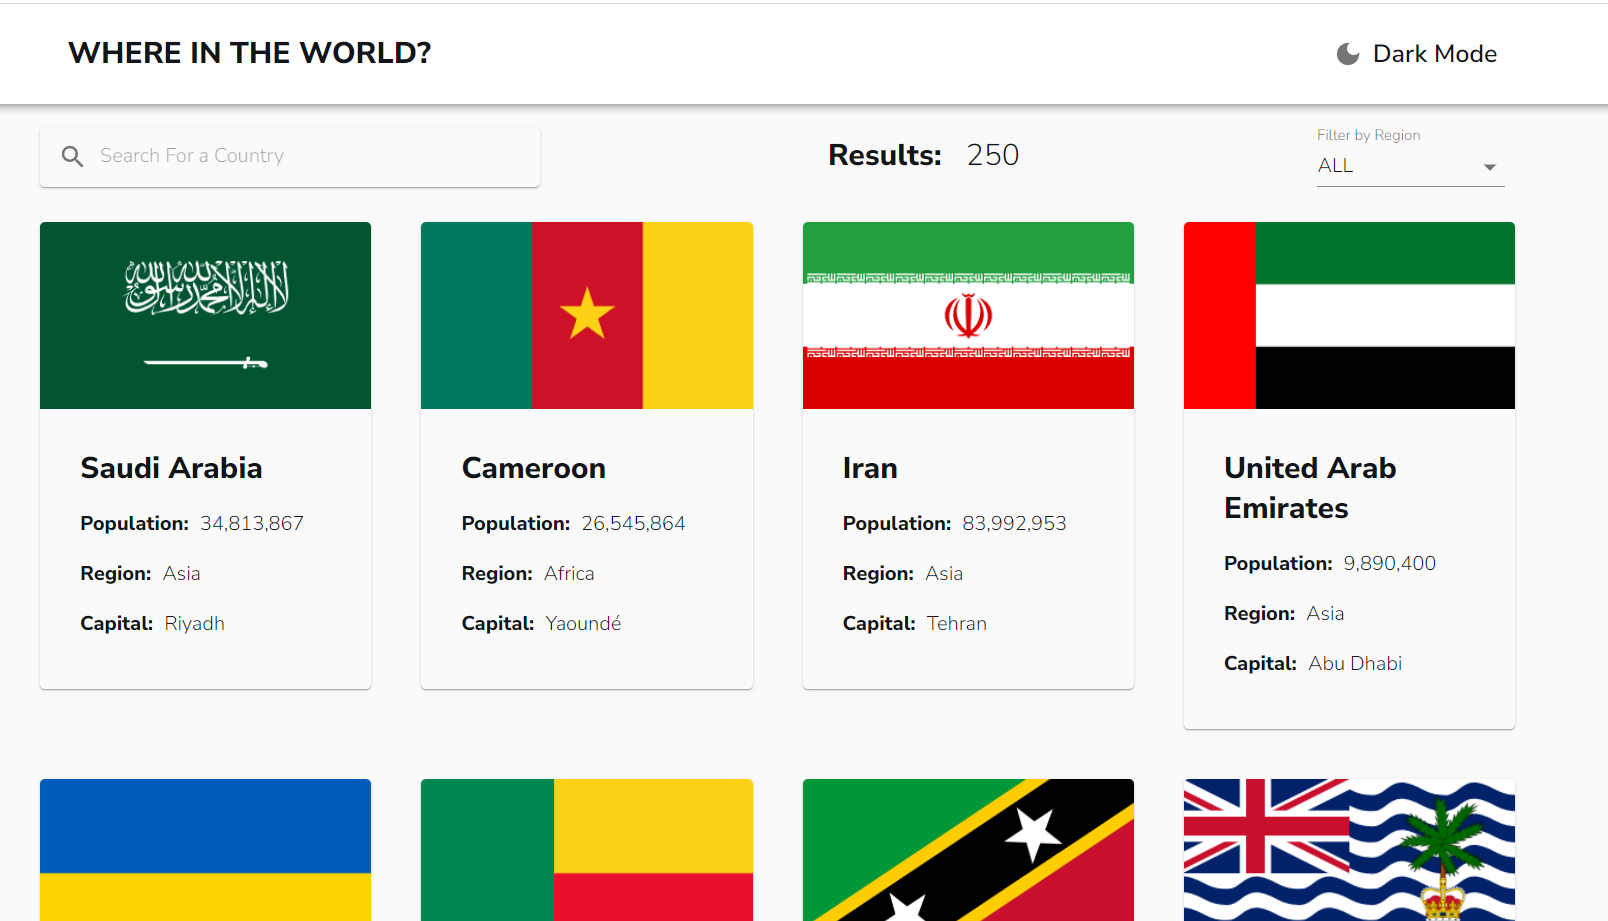 WHERE IN THE WORLD?
Dark Mode
Search For a Country
Results: 250
Filter by Region
ALL
لا إله إلا الله محمد رسول الله
Saudi Arabia
Population: 34,813,867
Region: Asia
Capital: Riyadh
Cameroon
Population: 26,545,864
Region: Africa
Capital: Yaoundé
Iran
Population: 83,992,953
Region: Asia
Capital: Tehran
United Arab
Emirates
Population: 9,890,400
Region: Asia
Capital: Abu Dhabi